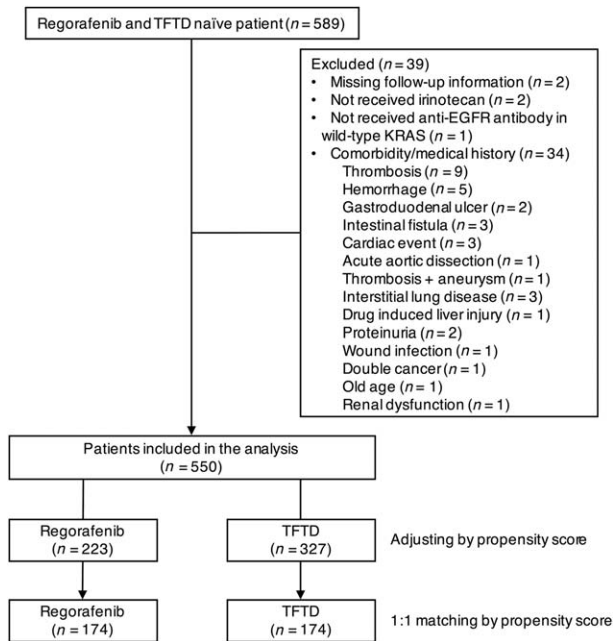 Regorafenib and TFTD naïve patient (n = 589)
Excluded (n = 39)
• Missing follow-up information (n = 2)
• Not received irinotecan (n = 2)
• Not received anti-EGFR antibody in
wild-type KRAS (n = 1)
• Comorbidity/medical history (n = 34)
Thrombosis (n = 9)
Hemorrhage (n = 5)
Gastroduodenal ulcer (n = 2)
Intestinal fistula (n = 3)
Cardiac event (n = 3)
Acute aortic dissection (n = 1)
Thrombosis + aneurysm (n = 1)
Interstitial lung disease (n = 3)
Drug induced liver injury (n = 1)
Proteinuria (n = 2)
Wound infection (n = 1)
Double cancer (n = 1)
Old age (n = 1)
Renal dysfunction (n = 1)
Patients included in the analysis
(n = 550)
Regorafenib
(n = 223)
TFTD
(n = 327)
Adjusting by propensity score
Regorafenib
(n = 174)
TFTD
(n = 174)
1:1 matching by propensity score